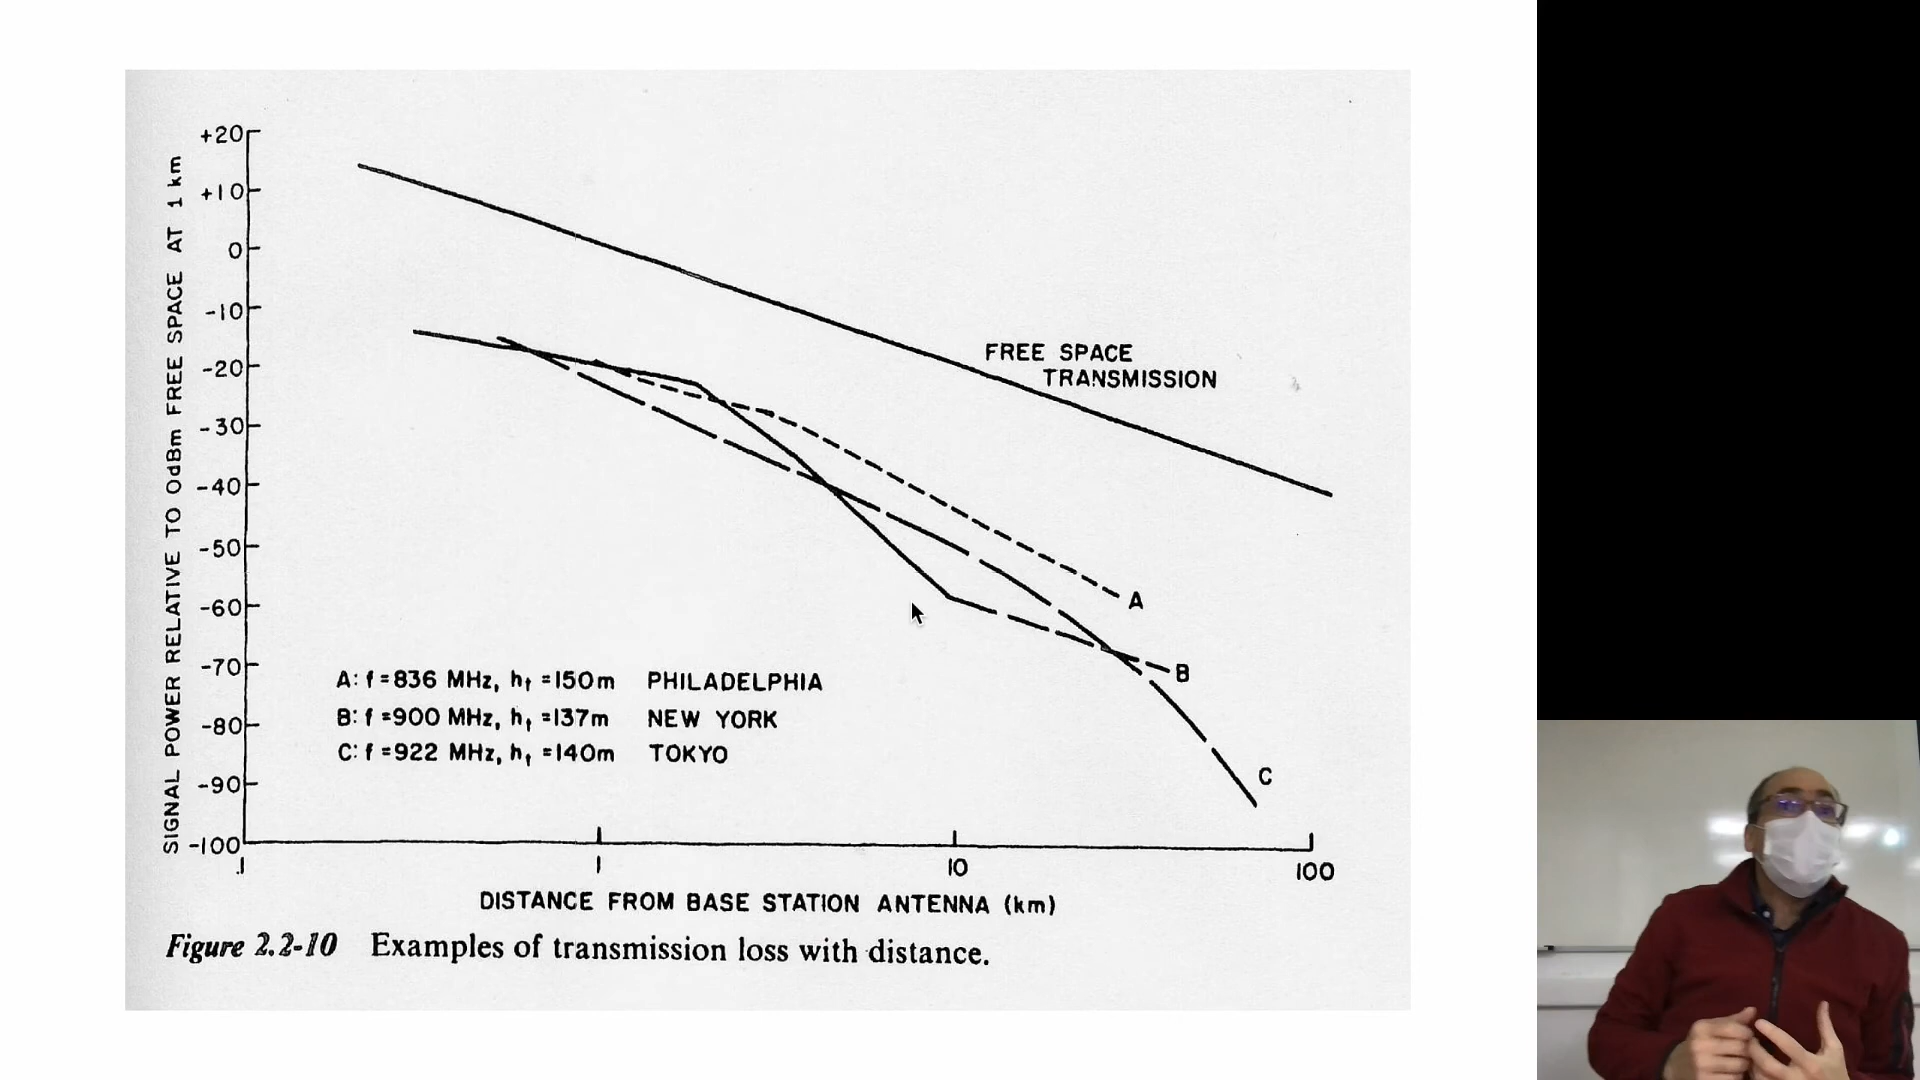 SIGNAL POWER RELATIVE TO 0dBm FREE SPACE AT 1 km
+20
+10
0
-10
-20
-30
-40
-50
-60
-70
-80
-90
-100
FREE SPACE
TRANSMISSION
A
B
C
A: f=836 MHz, ht =150m PHILADELPHIA
B: f=900 MHz, ht =137m NEW YORK
C: f=922 MHz, ht =140m TOKYO
.1 1 10 100
DISTANCE FROM BASE STATION ANTENNA (km)
Figure 2.2-10 Examples of transmission loss with distance.